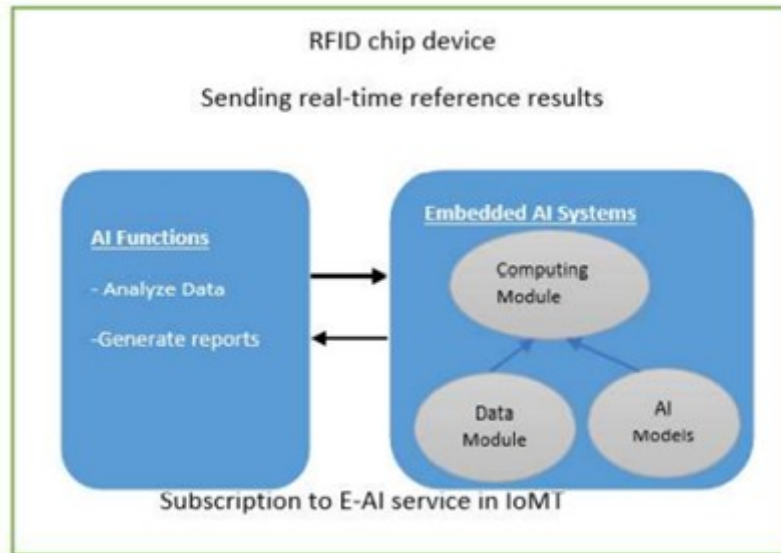 RFID chip device
Sending real-time reference results
AI Functions
- Analyze Data
-Generate reports
Embedded AI Systems
Computing
Module
Data
Module
AI
Models
Subscription to E-AI service in IoMT